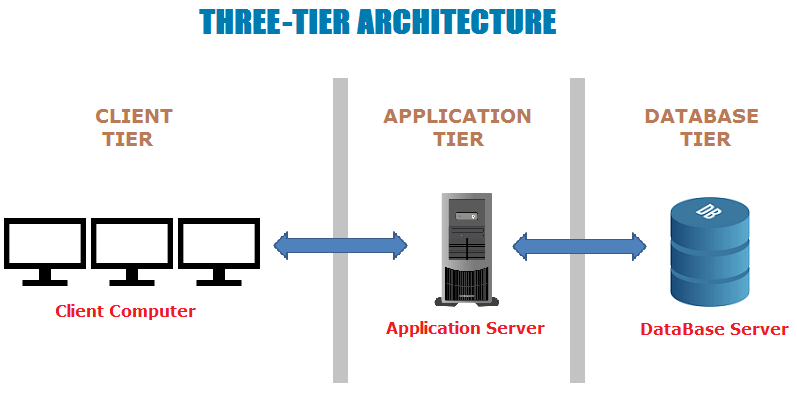 THREE-TIER ARCHITECTURE
CLIENT
TIER
APPLICATION
TIER
DATABASE
TIER
DB
Client Computer
Application Server
DataBase Server